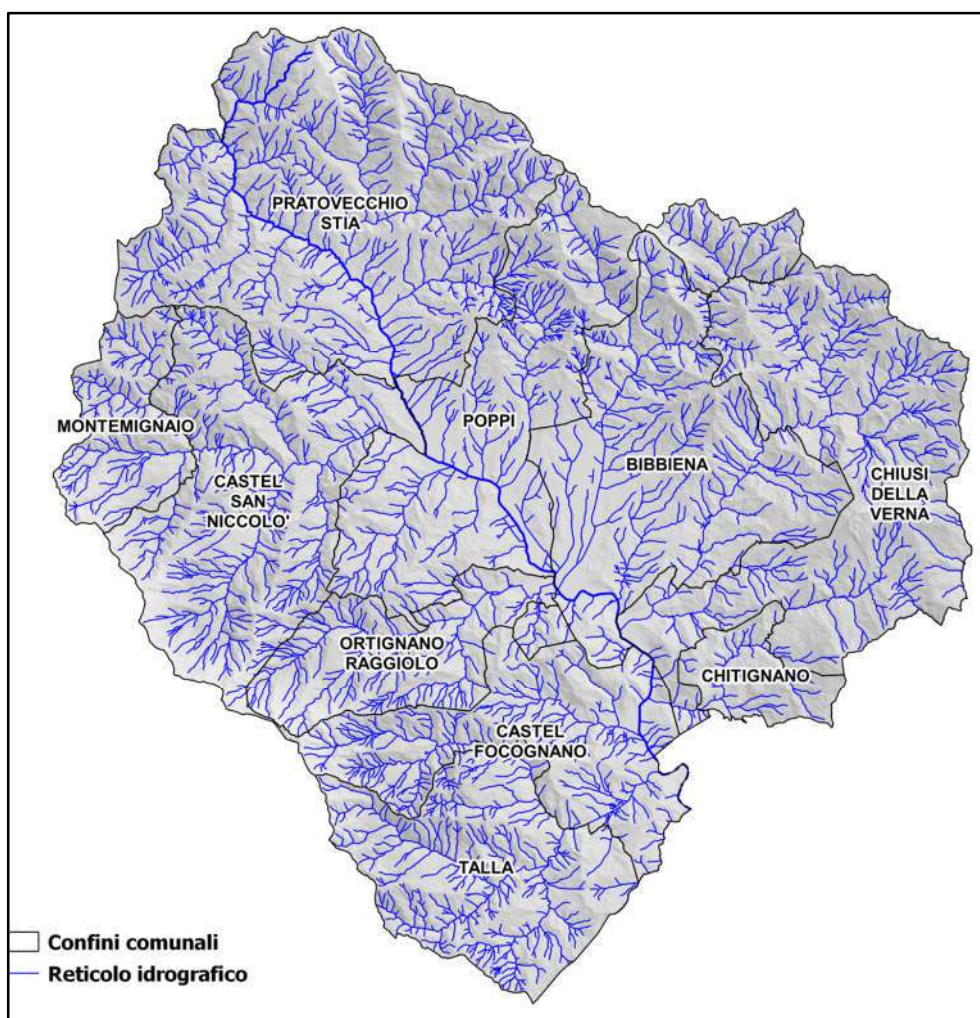 PRATOVECCHIO
STIA
MONTEMIGNAIO
POPPI
BIBBIENA
CASTEL
SAN
NICCOLO'
CHIUSI
DELLA
VERNA
ORTIGNANO
RAGGIOLO
CHITIGNANO
CASTEL
FOCOGNANO
TALLA
Confini comunali
Reticolo idrografico